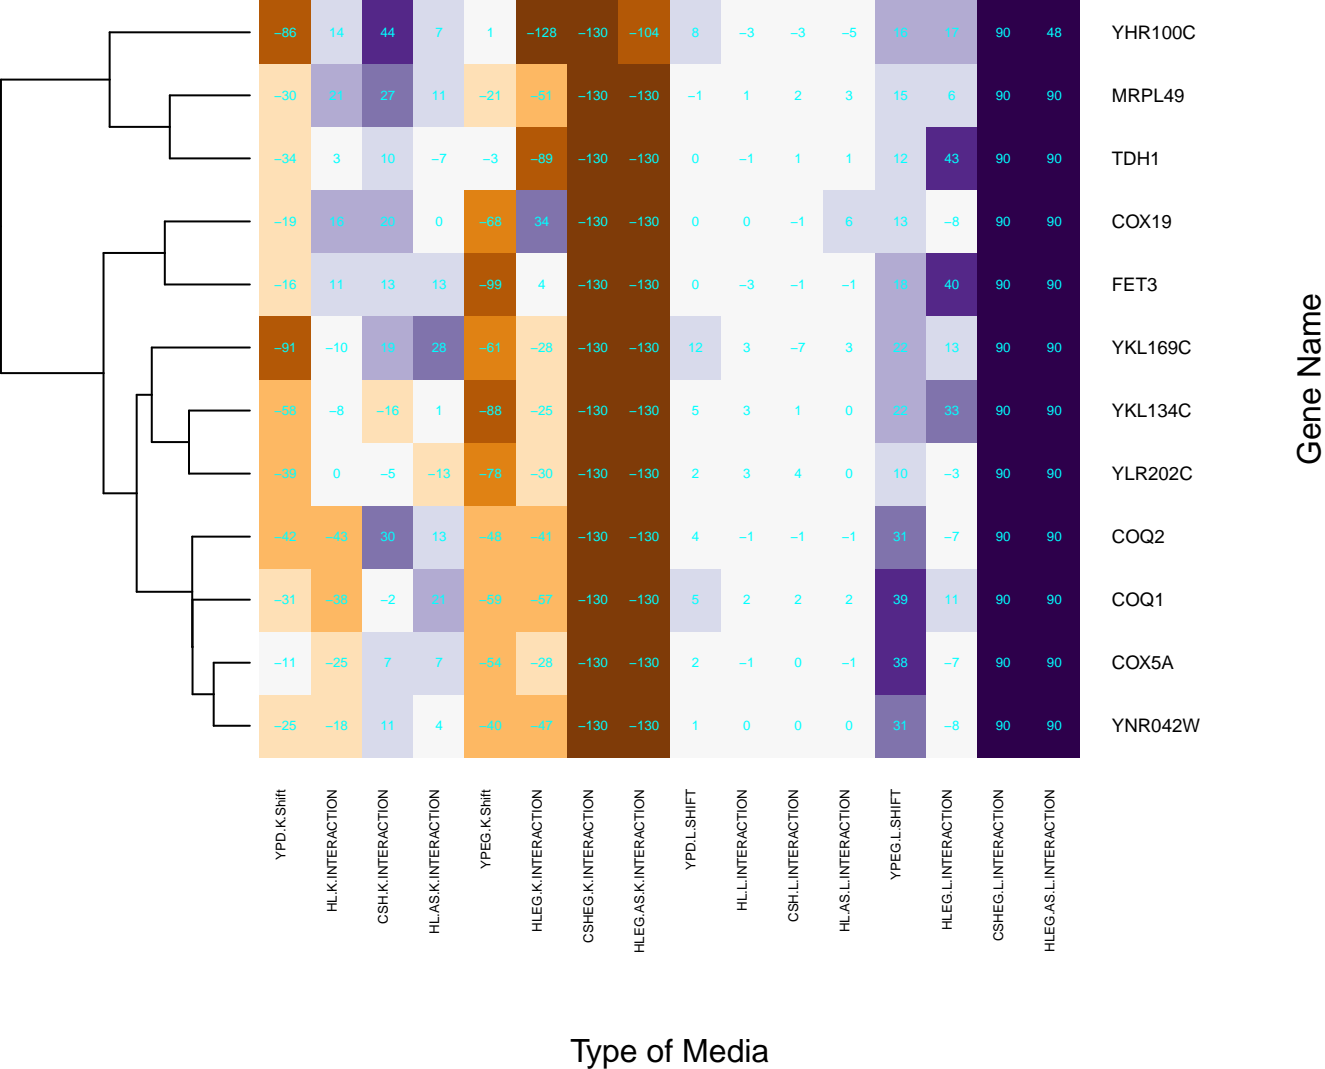 −86 14 44 7 1 −128 −130 −104 8 −3 −3 −5 16 17 90 48 YHR100C
−30 21 27 11 −21 −51 −130 −130 −1 1 2 3 15 6 90 90 MRPL49
−34 3 10 −7 −3 −89 −130 −130 0 −1 1 1 12 43 90 90 TDH1
−19 18 20 0 −68 34 −130 −130 0 0 −1 6 13 −8 90 90 COX19
−16 11 13 13 −99 4 −130 −130 0 −3 −1 −1 40 90 90 FET3
−91 −10 19 28 −61 −28 −130 −130 12 3 −7 3 22 13 90 90 YKL169C
−58 −8 −16 1 −88 −25 −130 −130 5 3 1 0 22 33 90 90 YKL134C
−39 0 −5 −13 −78 −30 −130 −130 2 3 4 0 10 −3 90 90 YLR202C
−42 −43 30 13 −48 −41 −130 −130 4 −1 −1 −1 31 −7 90 90 COQ2
−31 −38 −2 21 −59 −57 −130 −130 5 2 2 2 39 11 90 90 COQ1
−11 −25 7 7 −54 −28 −130 −130 2 −1 0 −1 38 −7 90 90 COX5A
−25 −18 11 4 −40 −47 −130 −130 1 0 0 0 31 −8 90 90 YNR042W
Gene Name
YPD.K.Shift
HL.K.INTERACTION
CSH.K.INTERACTION
HL.AS.K.INTERACTION
YPEG.K.Shift
HLEG.K.INTERACTION
CSHEG.K.INTERACTION
HLEG.AS.K.INTERACTION
YPD.L.SHIFT
HL.L.INTERACTION
CSH.L.INTERACTION
HL.AS.L.INTERACTION
YPEG.L.SHIFT
HLEG.L.INTERACTION
CSHEG.L.INTERACTION
HLEG.AS.L.INTERACTION
Type of Media